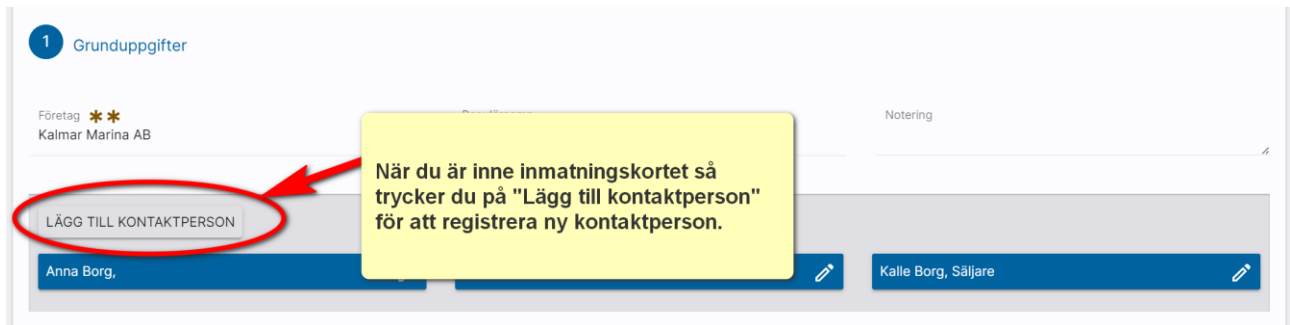 1 Grunduppgifter
Företag ✱✱
Kalmar Marina AB
Notering
När du är inne inmatningskortet så
trycker du på "Lägg till kontaktperson"
för att registrera ny kontaktperson.
LÄGG TILL KONTAKTPERSON
Anna Borg,
Kalle Borg, Säljare